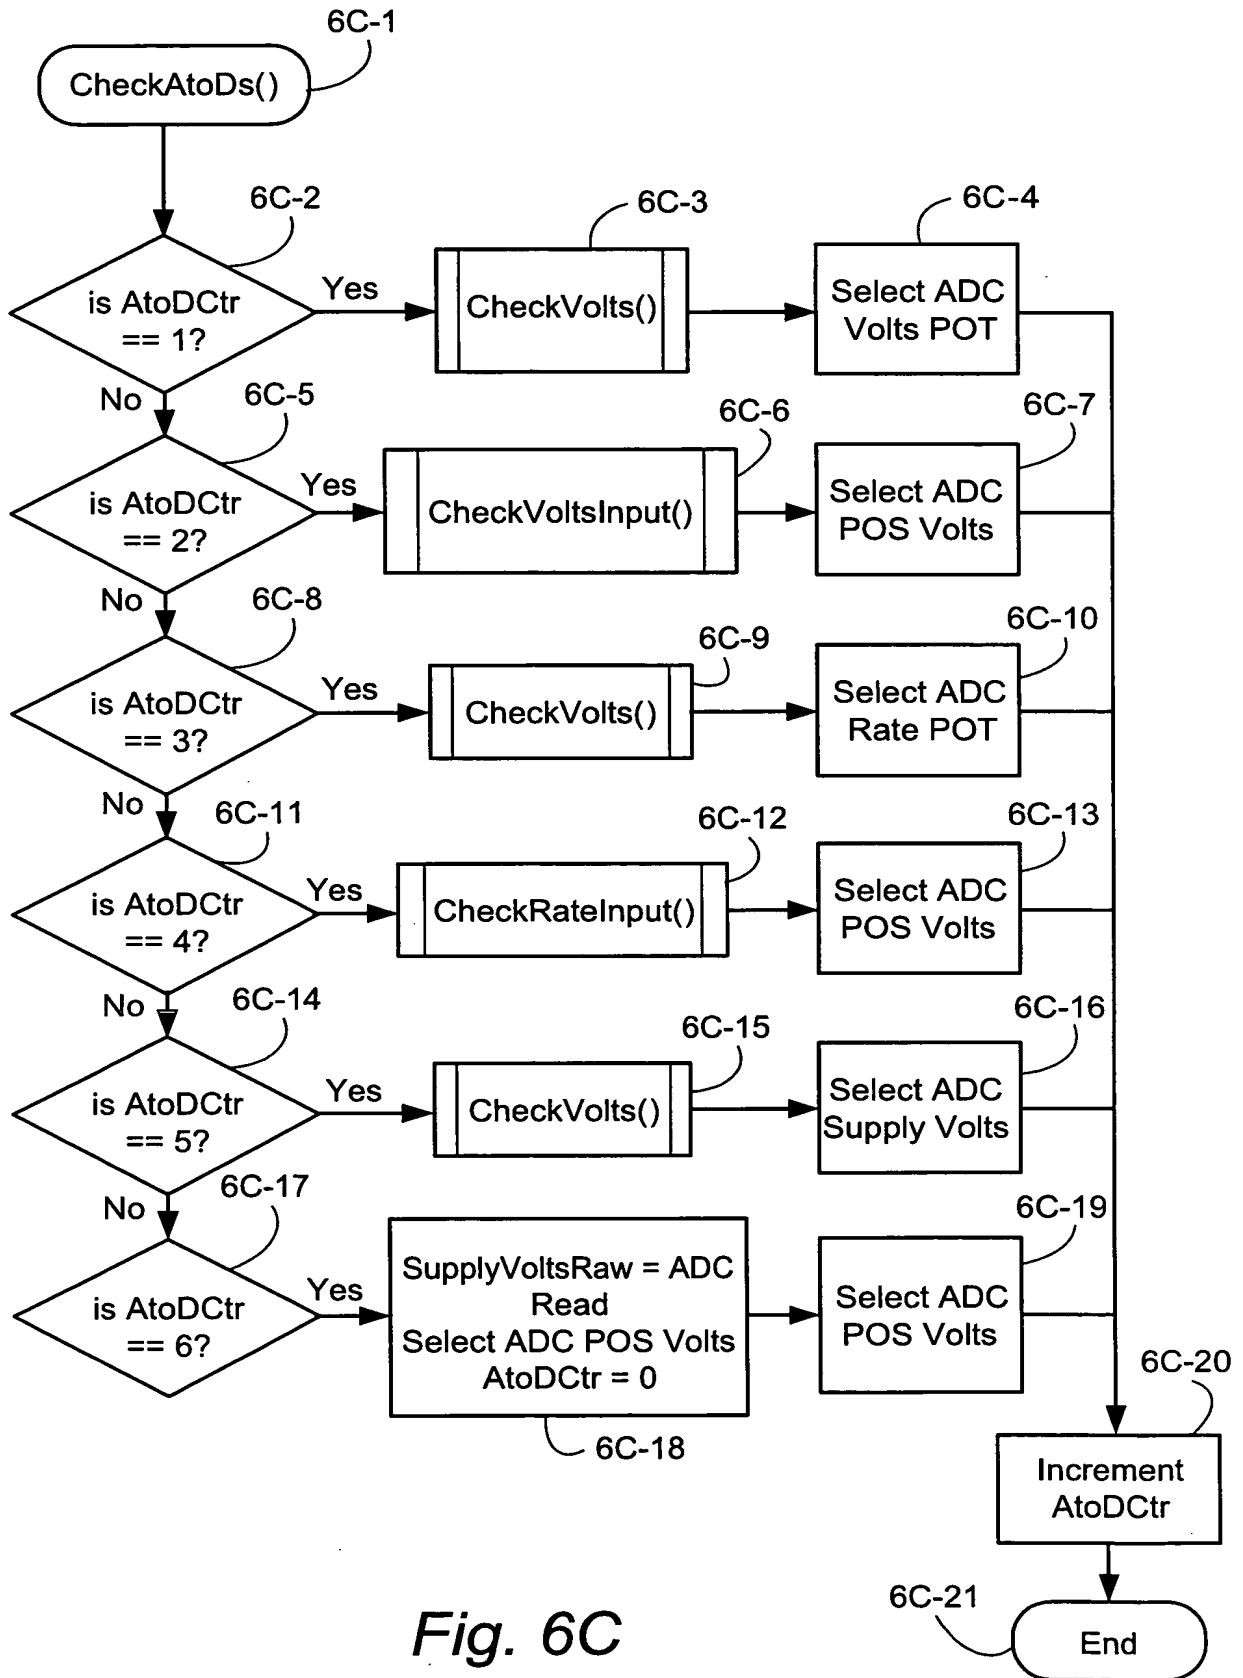 6C-1
CheckAtoDs()
6C-2
6C-3
6C-4
is AtoDCtr
== 1?
Yes
CheckVolts()
Select ADC
Volts POT
No
6C-5
6C-6
6C-7
is AtoDCtr
== 2?
Yes
CheckVoltsInput()
Select ADC
POS Volts
No
6C-8
6C-9
6C-10
is AtoDCtr
== 3?
Yes
CheckVolts()
Select ADC
Rate POT
No
6C-11
6C-12
6C-13
is AtoDCtr
== 4?
Yes
CheckRateInput()
Select ADC
POS Volts
No
6C-14
6C-15
6C-16
is AtoDCtr
== 5?
Yes
CheckVolts()
Select ADC
Supply Volts
No
6C-17
6C-19
is AtoDCtr
== 6?
Yes
SupplyVoltsRaw = ADC
Read
Select ADC POS Volts
AtoDCtr = 0
Select ADC
POS Volts
6C-18
6C-20
Increment
AtoDCtr
6C-21
End
Fig. 6C